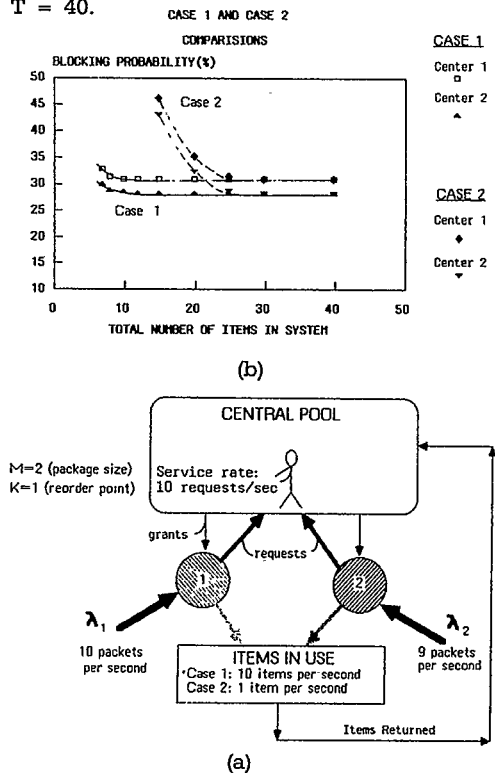 T = 40.
CASE 1 AND CASE 2
COMPARISIONS
BLOCKING PROBABILITY(%)
50
45
40
35
30
25
20
15
10
0
10
20
30
40
50
Case 2
Case 1
TOTAL NUMBER OF ITEMS IN SYSTEM
CASE 1
Center 1
Center 2
CASE 2
Center 1
Center 2
(b)
CENTRAL POOL
M=2 (package size)
K=1 (reorder point)
Service rate:
10 requests/sec
grants
requests
1
2
λ1
10 packets
per second
λ2
9 packets
per second
ITEMS IN USE
Case 1: 10 items per second
Case 2: 1 item per second
Items Returned
(a)